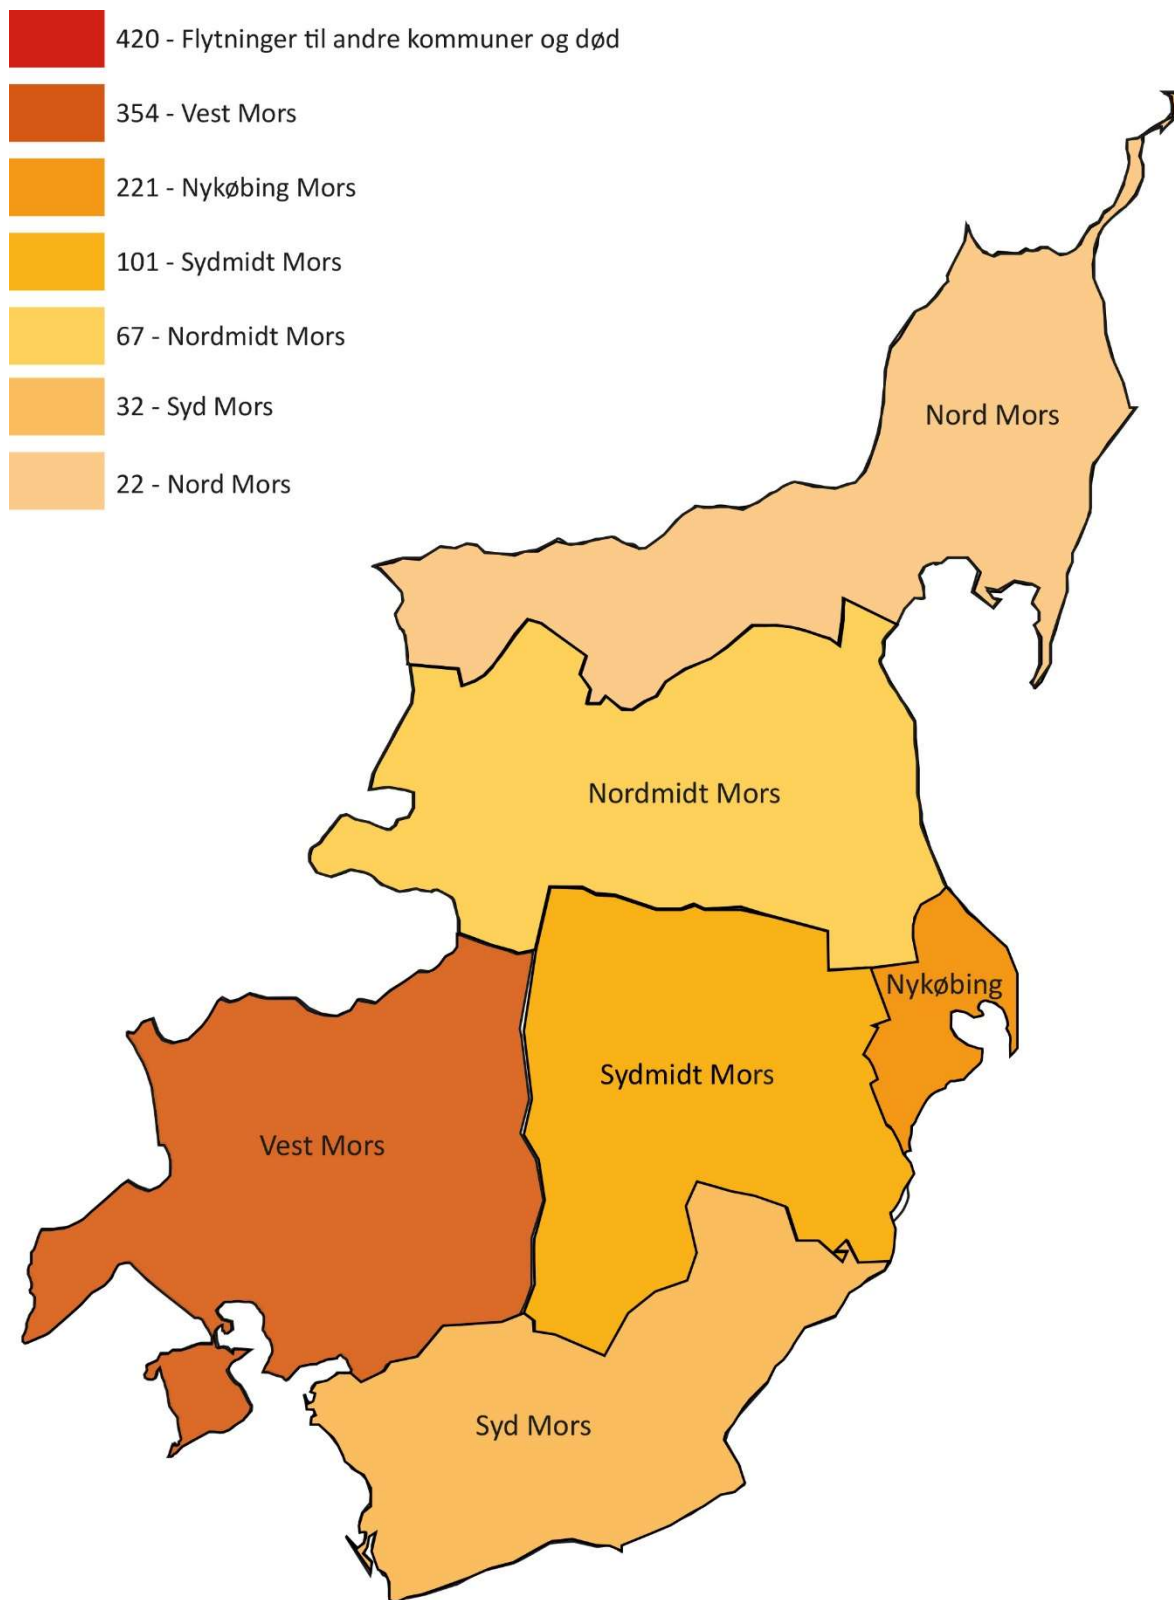 420 - Flytninger til andre kommuner og død
354 - Vest Mors
221 - Nykøbing Mors
101 - Sydmidt Mors
67 - Nordmidt Mors
32 - Syd Mors
22 - Nord Mors
Nord Mors
Nordmidt Mors
Nykøbing
Sydmidt Mors
Vest Mors
Syd Mors